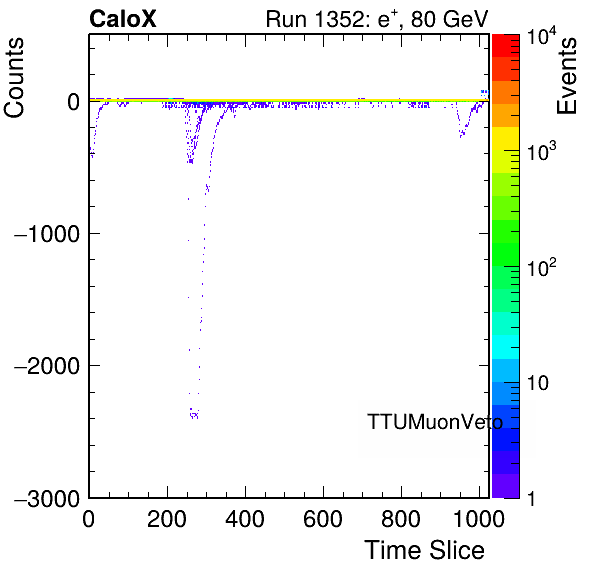 CaloX Run 1352: e+, 80 GeV
Counts
Events
0
−1000
−2000
−3000
0 200 400 600 800 1000
Time Slice
TTUMuonVeto
10^4
10^3
10^2
10
1